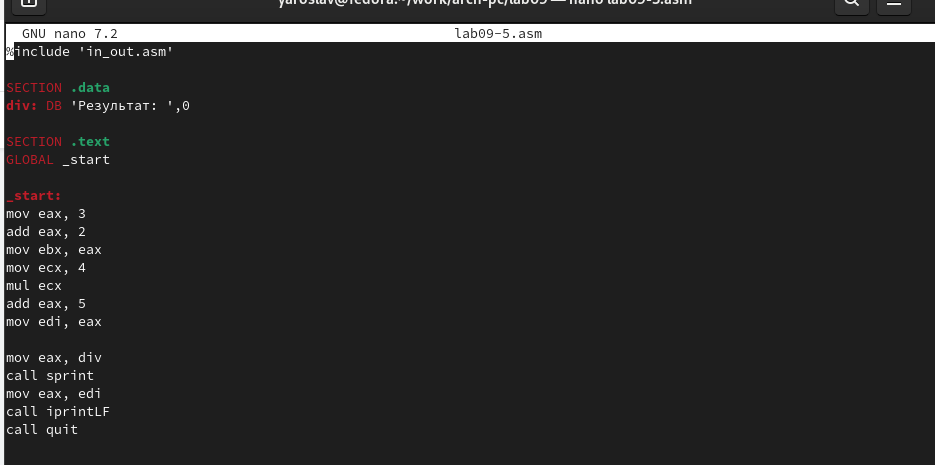 yaroslav@fedora:~/work/arch-pc/lab09 — nano lab09-5.asm
GNU nano 7.2 lab09-5.asm
%include 'in_out.asm'
SECTION .data
div: DB 'Результат: ',0
SECTION .text
GLOBAL _start
_start:
mov eax, 3
add eax, 2
mov ebx, eax
mov ecx, 4
mul ecx
add eax, 5
mov edi, eax
mov eax, div
call sprint
mov eax, edi
call iprintLF
call quit